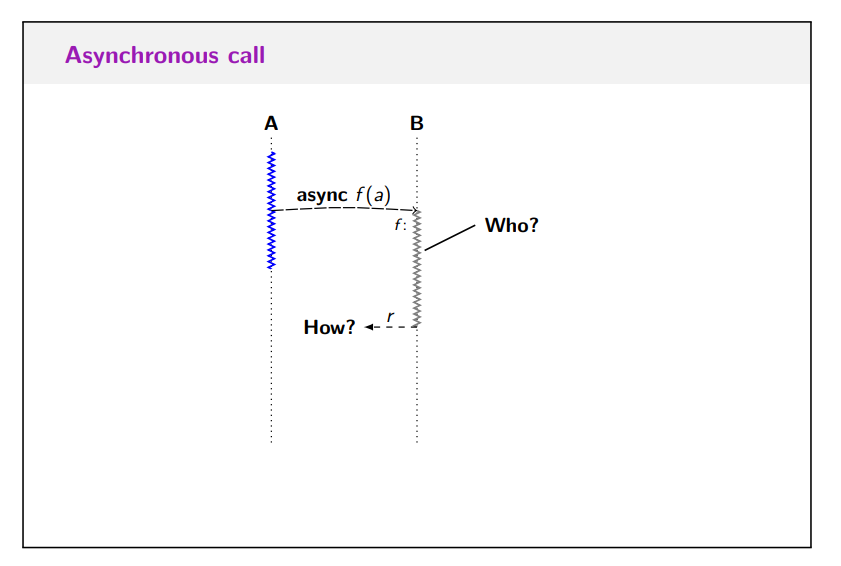 Asynchronous call
A B
async f(a)
f: Who?
How? r